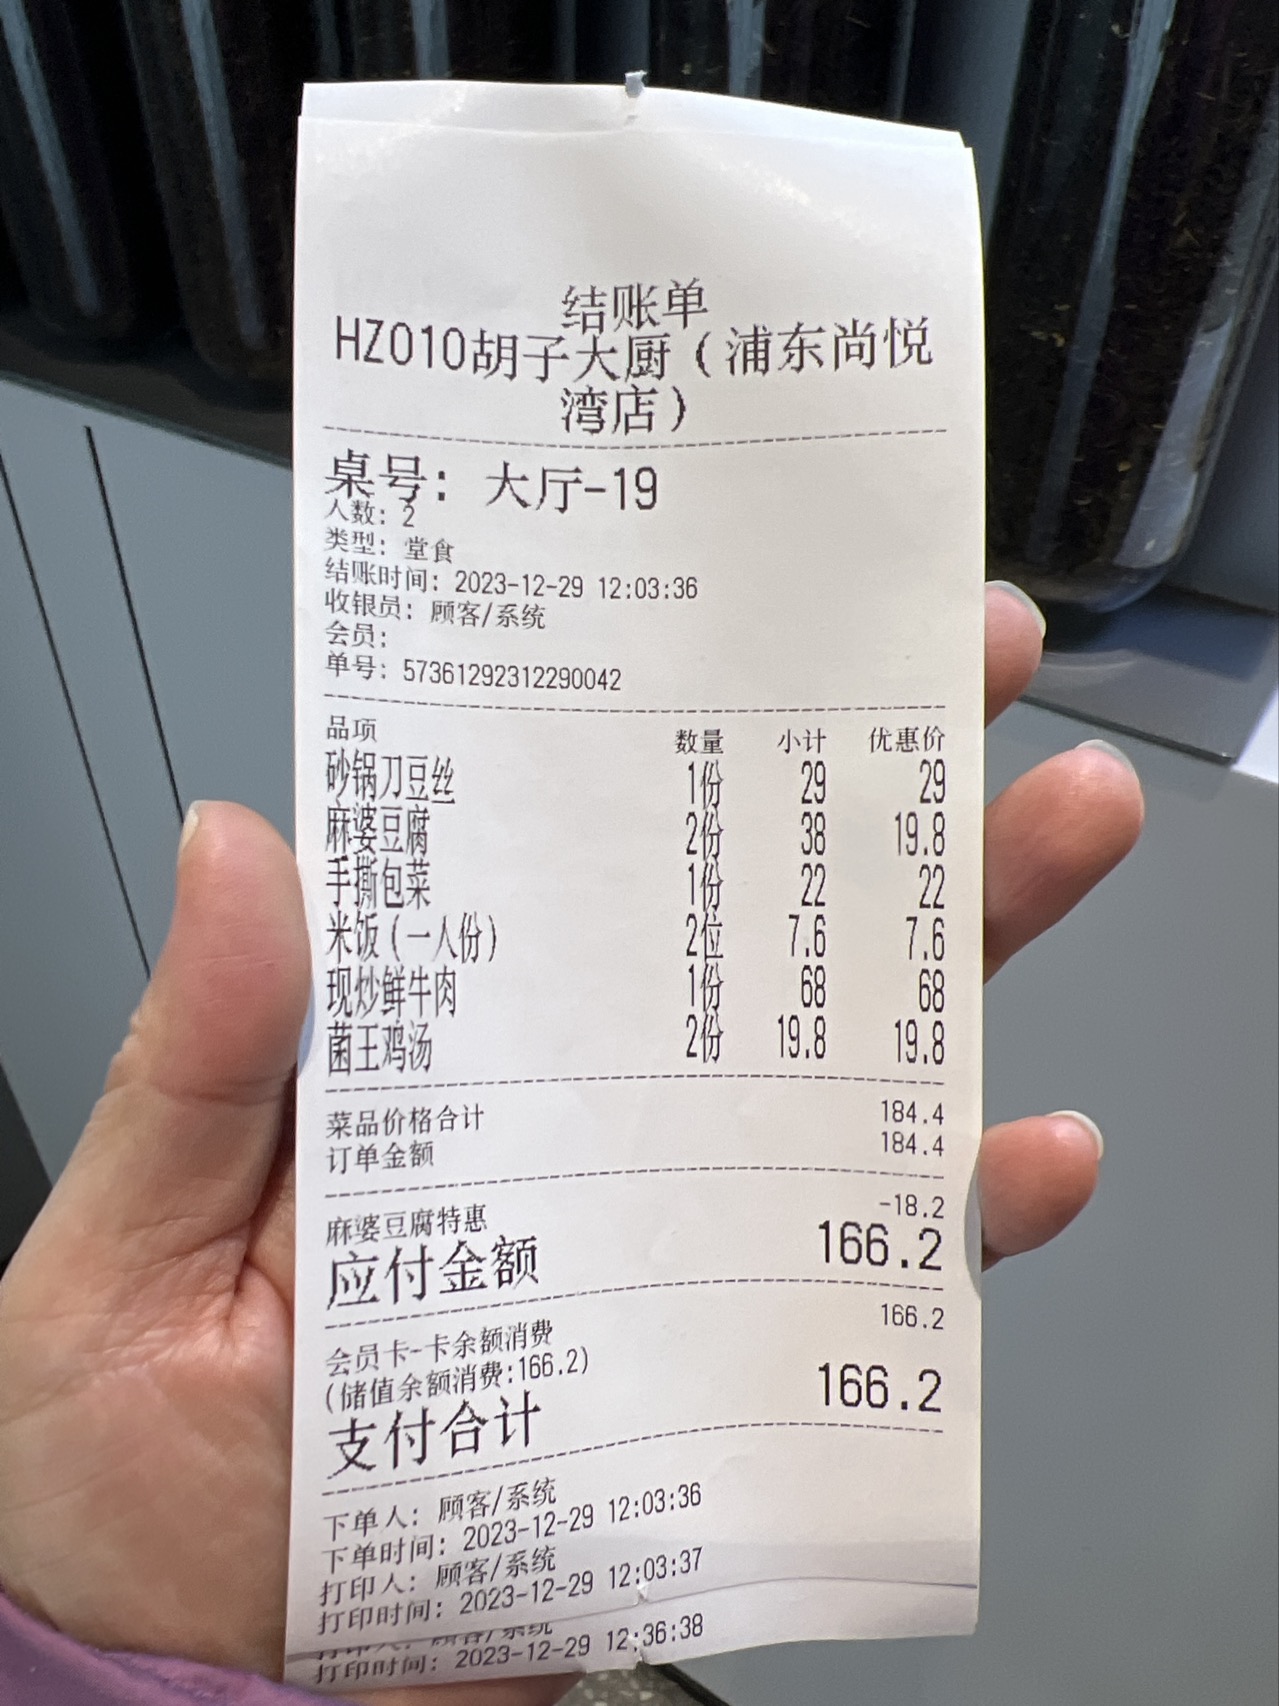 结账单
HZ010胡子大厨（浦东尚悦
湾店）
桌号：大厅-19
人数：2
类型：堂食
结账时间：2023-12-29 12:03:36
收银员：顾客/系统
会员：
单号：57361292312290042
品项 数量 小计 优惠价
砂锅刀豆丝 1份 29 29
麻婆豆腐 2份 38 19.8
手撕包菜 1份 22 22
米饭（一人份） 2位 7.6 7.6
现炒鲜牛肉 1份 68 68
菌王鸡汤 2份 19.8 19.8
菜品价格合计 184.4
订单金额 184.4
麻婆豆腐特惠 -18.2
应付金额 166.2
会员卡-卡余额消费 166.2
(储值余额消费:166.2)
支付合计 166.2
下单人：顾客/系统
下单时间：2023-12-29 12:03:36
打印人：顾客/系统
打印时间：2023-12-29 12:03:37
打印人：顾客/系统
打印时间：2023-12-29 12:36:38